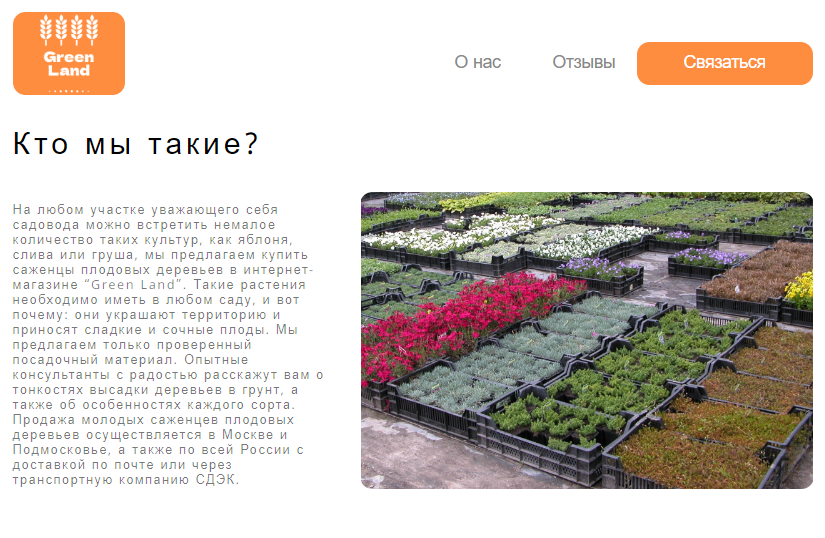 Green
Land
О нас
Отзывы
Связаться
Кто мы такие?
На любом участке уважающего себя
садовода можно встретить немалое
количество таких культур, как яблоня,
слива или груша, мы предлагаем купить
саженцы плодовых деревьев в интернет-
магазине “Green Land”. Такие растения
необходимо иметь в любом саду, и вот
почему: они украшают территорию и
приносят сладкие и сочные плоды. Мы
предлагаем только проверенный
посадочный материал. Опытные
консультанты с радостью расскажут вам о
тонкостях высадки деревьев в грунт, а
также об особенностях каждого сорта.
Продажа молодых саженцев плодовых
деревьев осуществляется в Москве и
Подмосковье, а также по всей России с
доставкой по почте или через
транспортную компанию СДЭК.